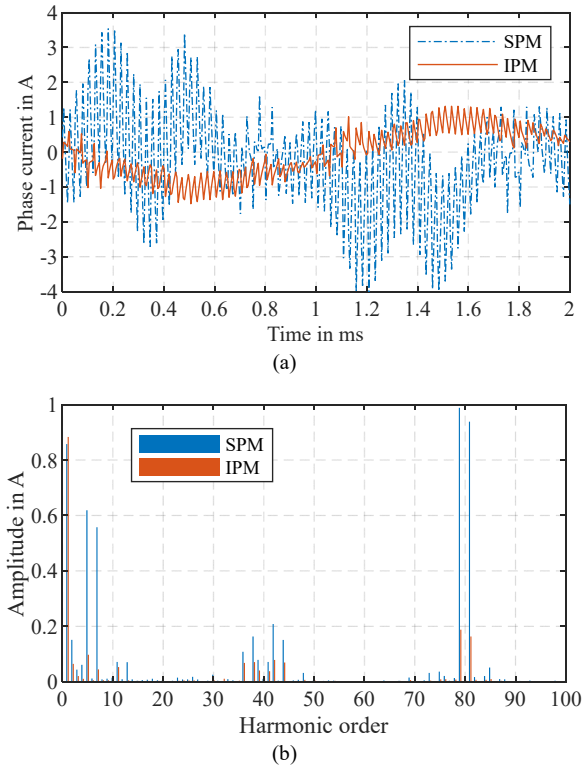 4
3
2
1
0
-1
-2
-3
-4
Phase current in A
SPM
IPM
0 0.2 0.4 0.6 0.8 1 1.2 1.4 1.6 1.8 2
Time in ms
(a)
1
0.8
0.6
0.4
0.2
0
Amplitude in A
SPM
IPM
0 10 20 30 40 50 60 70 80 90 100
Harmonic order
(b)